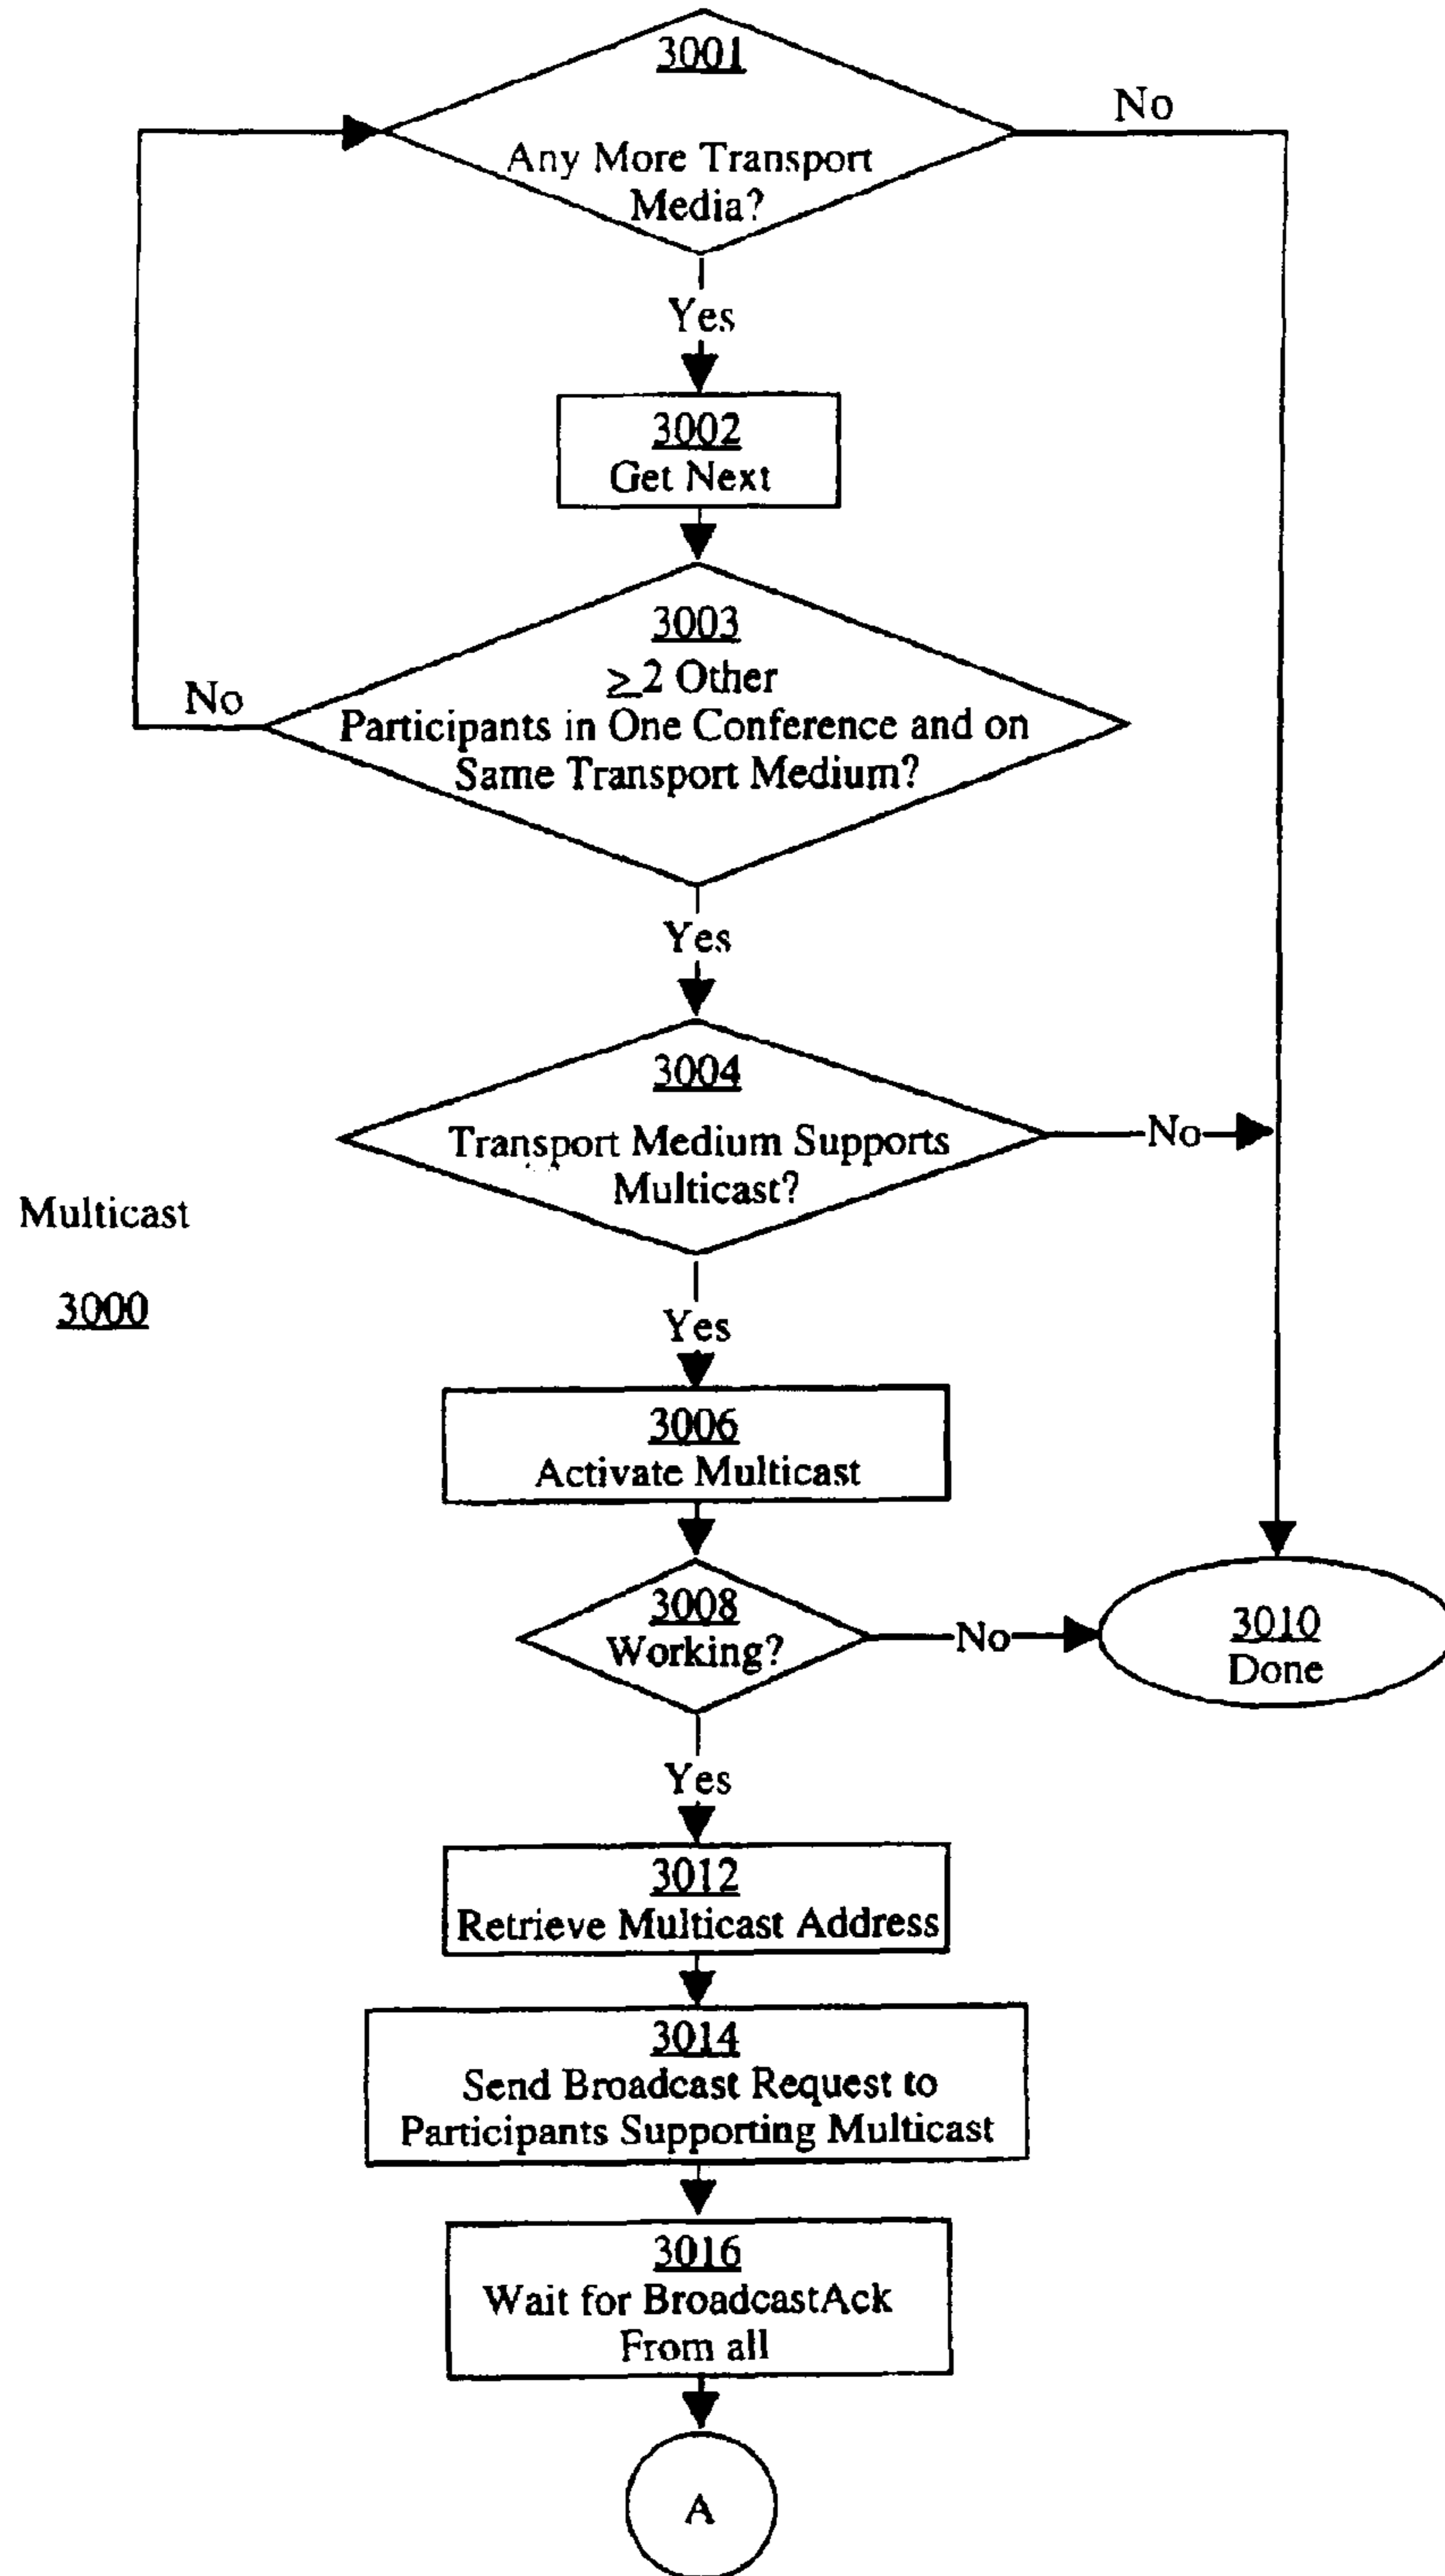 3001
No
Any More Transport
Media?
Yes
3002
Get Next
3003
≥ 2 Other
No
Participants in One Conference and on
Same Transport Medium?
Yes
3004
Transport Medium Supports
No
Multicast?
Multicast
3000
Yes
3006
Activate Multicast
3008
Working?
No
3010
Done
Yes
3012
Retrieve Multicast Address
3014
Send Broadcast Request to
Participants Supporting Multicast
3016
Wait for BroadcastAck
From all
A